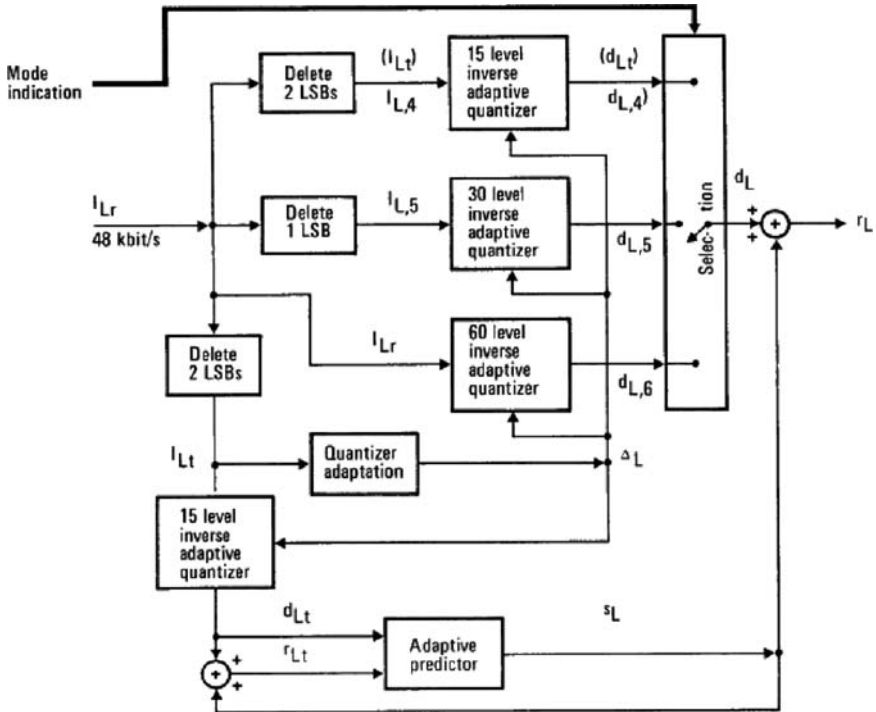 Mode
indication
Delete
2 LSBs
(I_Lt)
I_L,4
15 level
inverse
adaptive
quantizer
(d_Lt)
d_L,4)
I_Lr
48 kbit/s
Delete
1 LSB
I_L,5
30 level
inverse
adaptive
quantizer
d_L,5
Selec-
tion
d_L
+
+
+
r_L
Delete
2 LSBs
I_Lr
60 level
inverse
adaptive
quantizer
d_L,6
I_Lt
Quantizer
adaptation
Δ_L
15 level
inverse
adaptive
quantizer
d_Lt
r_Lt
+
+
+
Adaptive
predictor
s_L